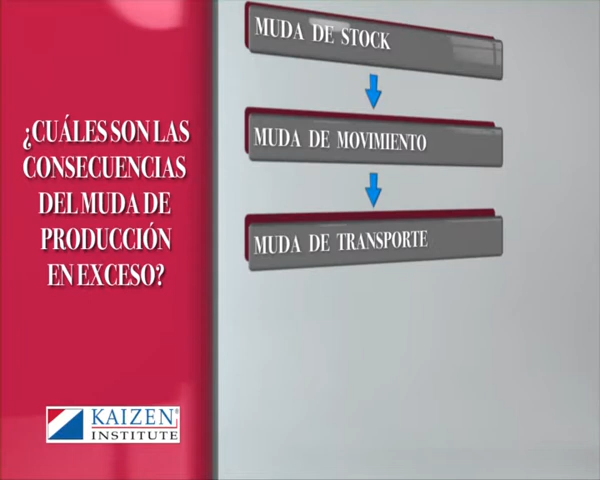 ¿CUÁLES SON LAS
CONSECUENCIAS
DEL MUDA DE
PRODUCCIÓN
EN EXCESO?
MUDA DE STOCK
MUDA DE MOVIMIENTO
MUDA DE TRANSPORTE
KAIZEN®
INSTITUTE